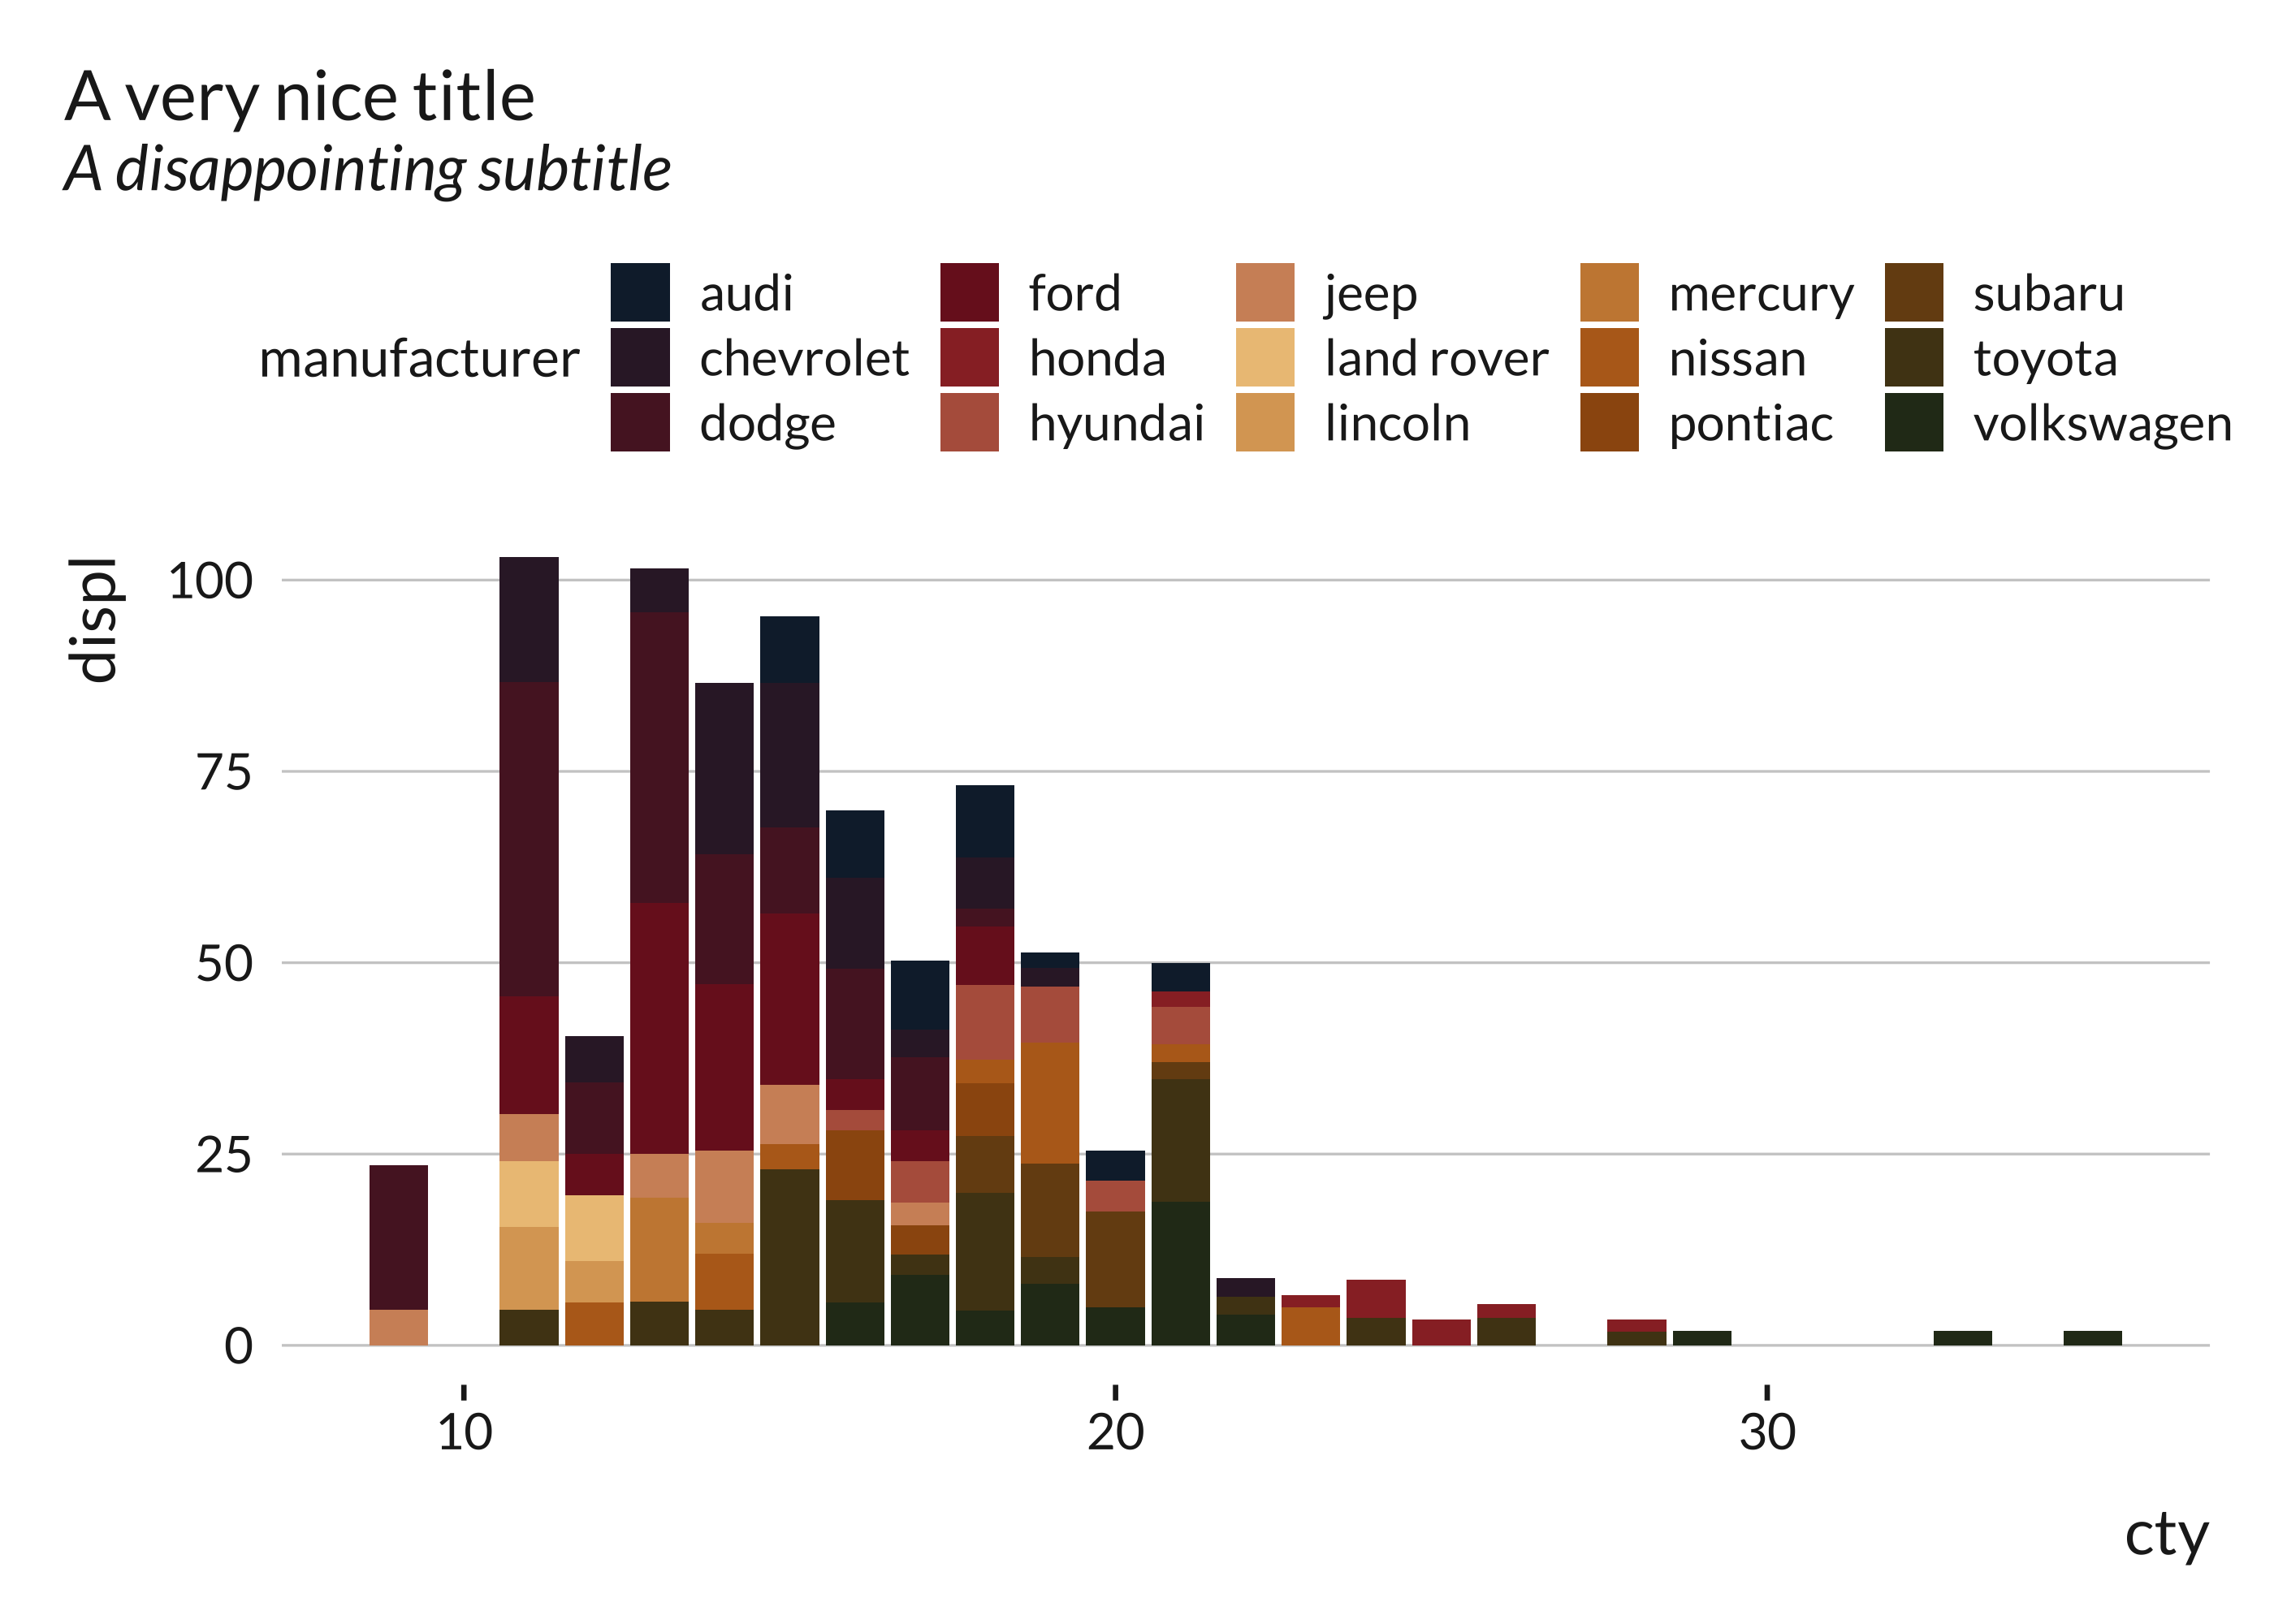 A very nice title
A disappointing subtitle
manufacturer
audi
chevrolet
dodge
ford
honda
hyundai
jeep
land rover
lincoln
mercury
nissan
pontiac
subaru
toyota
volkswagen
displ
100
75
50
25
0
10 20 30
cty